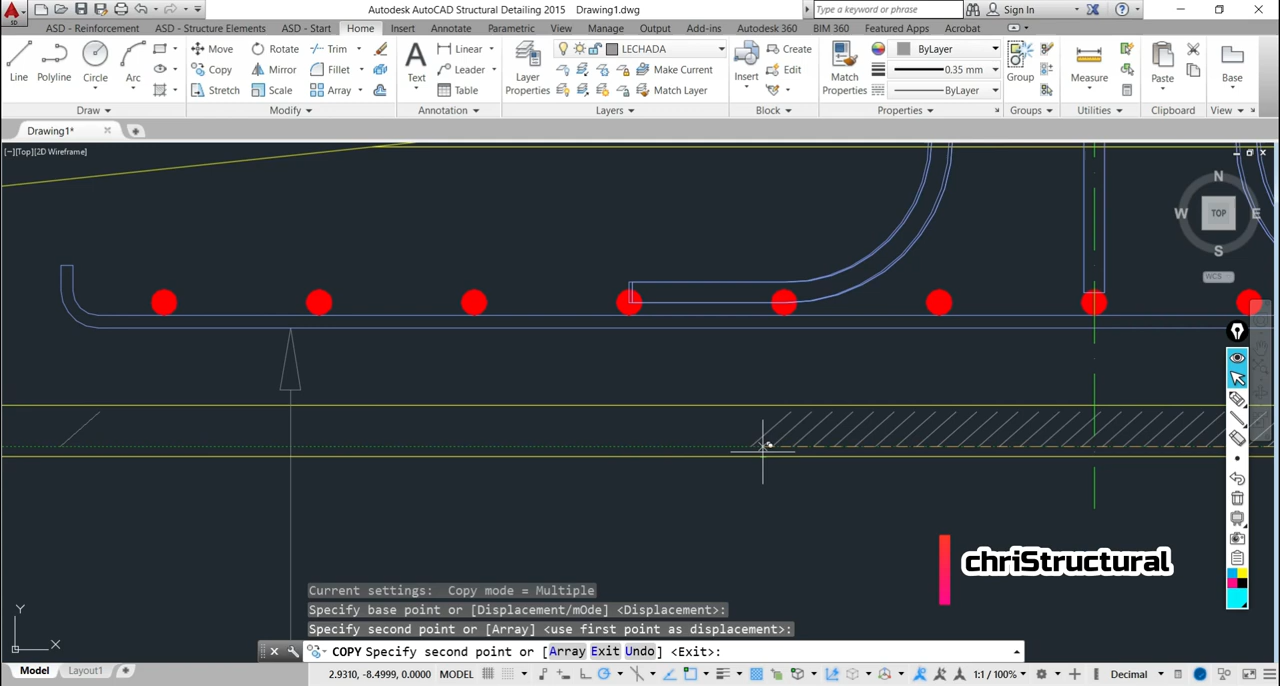 Autodesk AutoCAD Structural Detailing 2015 Drawing1.dwg
Type a keyword or phrase
Sign In
SD
ASD - Reinforcement
ASD - Structure Elements
ASD - Start
Home
Insert
Annotate
Parametric
View
Manage
Output
Add-ins
Autodesk 360
BIM 360
Featured Apps
Acrobat
Line
Polyline
Circle
Arc
Move
Rotate
Trim
Copy
Mirror
Fillet
Stretch
Scale
Array
Text
Linear
Leader
Table
Layer
Properties
LECHADA
Make Current
Match Layer
Insert
Create
Edit
Match
Properties
ByLayer
0.35 mm
ByLayer
Group
Measure
Paste
Base
Draw
Modify
Annotation
Layers
Block
Properties
Groups
Utilities
Clipboard
View
Drawing1*
[−][Top][2D Wireframe]
N
W
TOP
E
S
WCS
chriStructural
Current settings: Copy mode = Multiple
Specify base point or [Displacement/mOde] <Displacement>:
Specify second point or [Array] <use first point as displacement>:
COPY Specify second point or [Array Exit Undo] <Exit>:
Y
X
Model
Layout1
2.9310, -8.4999, 0.0000
MODEL
1:1 / 100%
Decimal